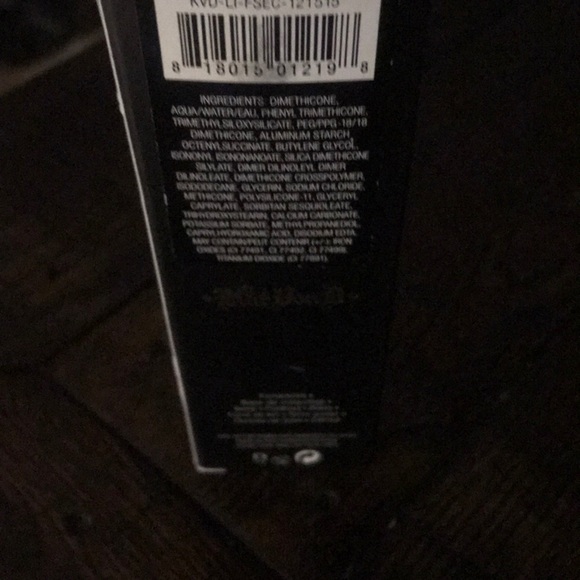 KVD-LI-FSEC-121515
8 18015 01219 8
INGREDIENTS: DIMETHICONE,
AQUA/WATER/EAU, PHENYL TRIMETHICONE,
TRIMETHYLSILOXYSILICATE, PEG/PPG-18/18
DIMETHICONE, ALUMINUM STARCH
OCTENYLSUCCINATE, BUTYLENE GLYCOL,
ISONONYL ISONONANOATE, SILICA DIMETHICONE
SILYLATE, DIMER DILINOLEYL DIMER
DILINOLEATE, DIMETHICONE CROSSPOLYMER,
ISODODECANE, GLYCERIN, SODIUM CHLORIDE,
METHICONE, POLYSILICONE-11, GLYCERYL
CAPRYLATE, SORBITAN SESQUIOLEATE,
TRIHYDROXYSTEARIN, CALCIUM CARBONATE,
POTASSIUM SORBATE, METHYLPROPANEDIOL,
CAPRYLHYDROXAMIC ACID, DISODIUM EDTA.
MAY CONTAIN/PEUT CONTENIR (+/-): IRON
OXIDES (CI 77491, CI 77492, CI 77499),
TITANIUM DIOXIDE (CI 77891).
Kat Von D